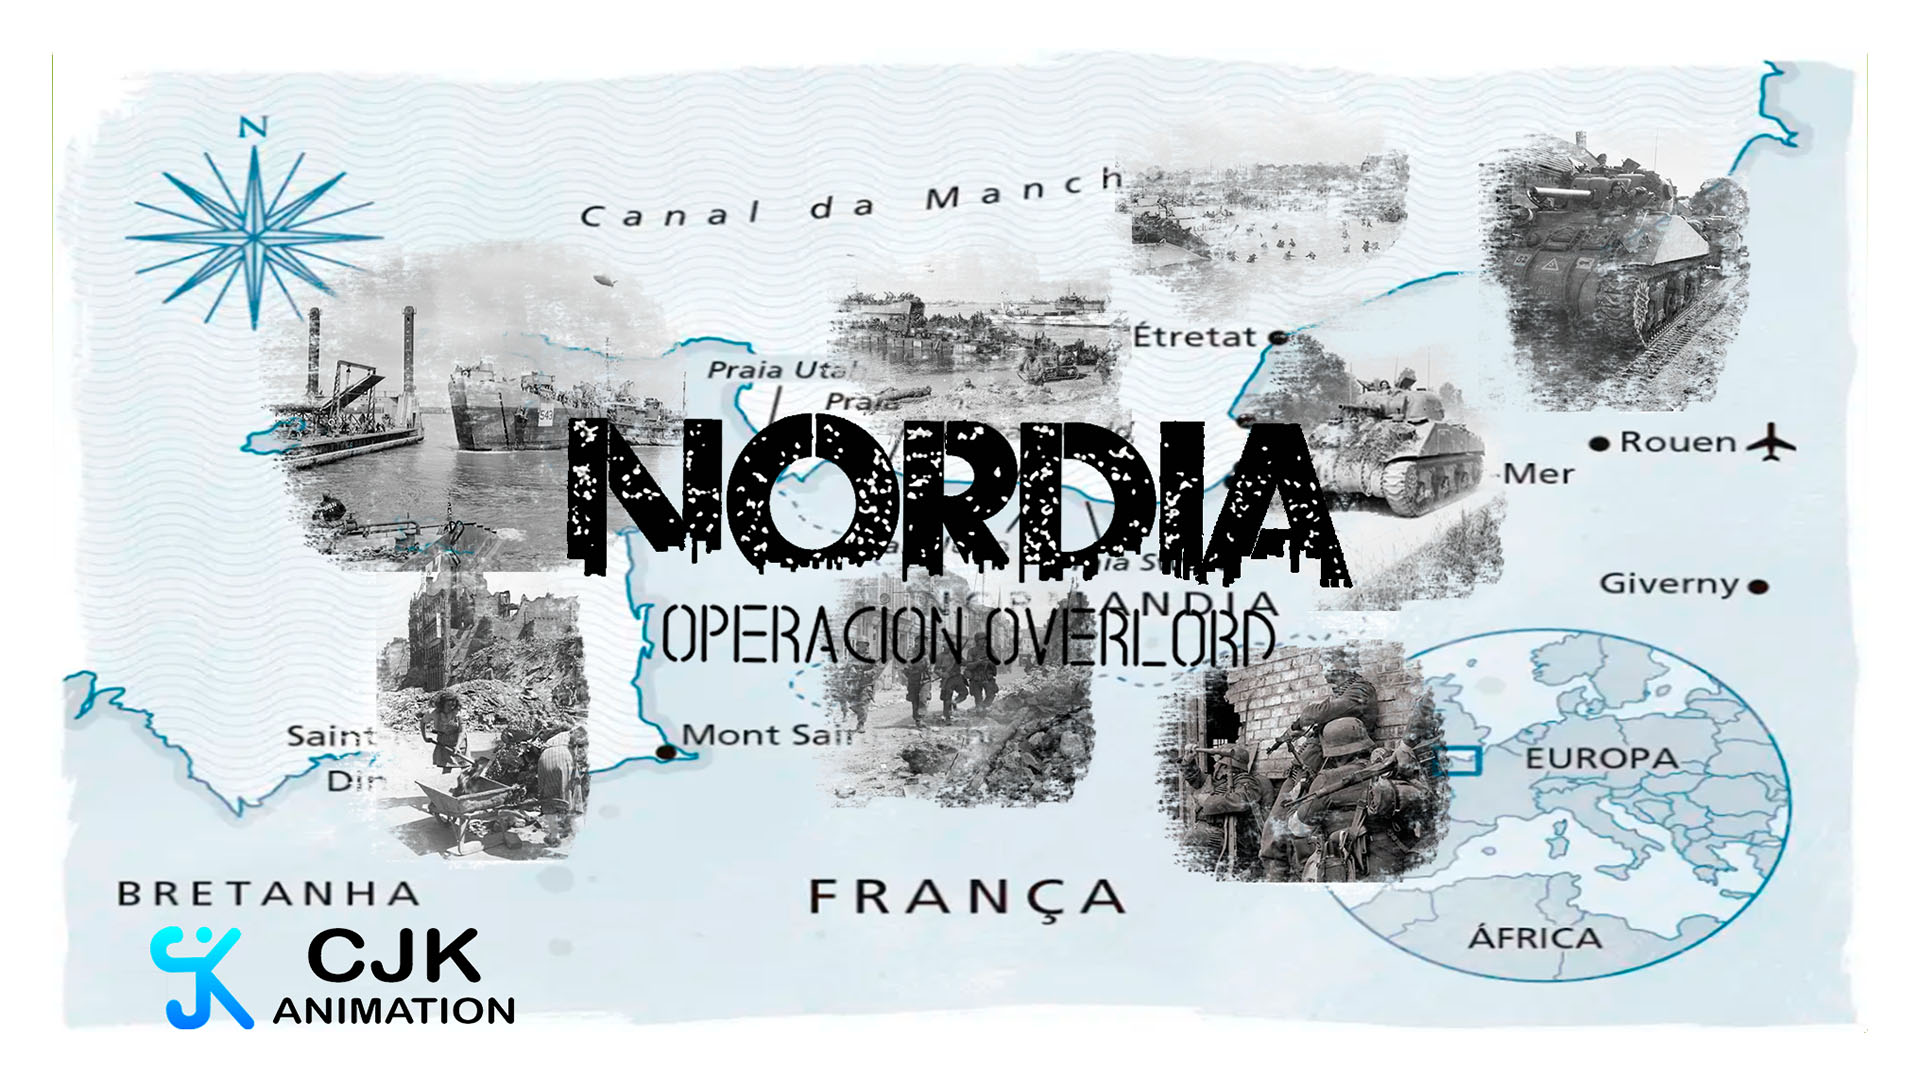 N
Canal da Manch
Étretat
Praia Utah
Praia
Rouen
Mer
NORDIA
NORMANDIA
OPERACION OVERLORD
Giverny
Saint
Mont Sai
Din
EUROPA
BRETANHA
FRANÇA
ÁFRICA
CJK
ANIMATION